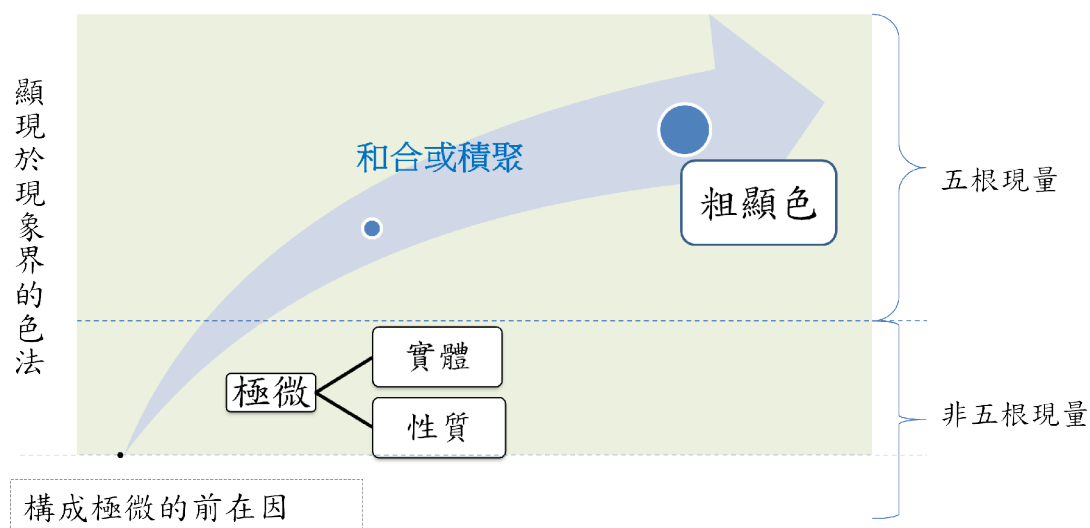 顯現於現象界的色法
和合或積聚
粗顯色
五根現量
極微
實體
性質
非五根現量
構成極微的前在因